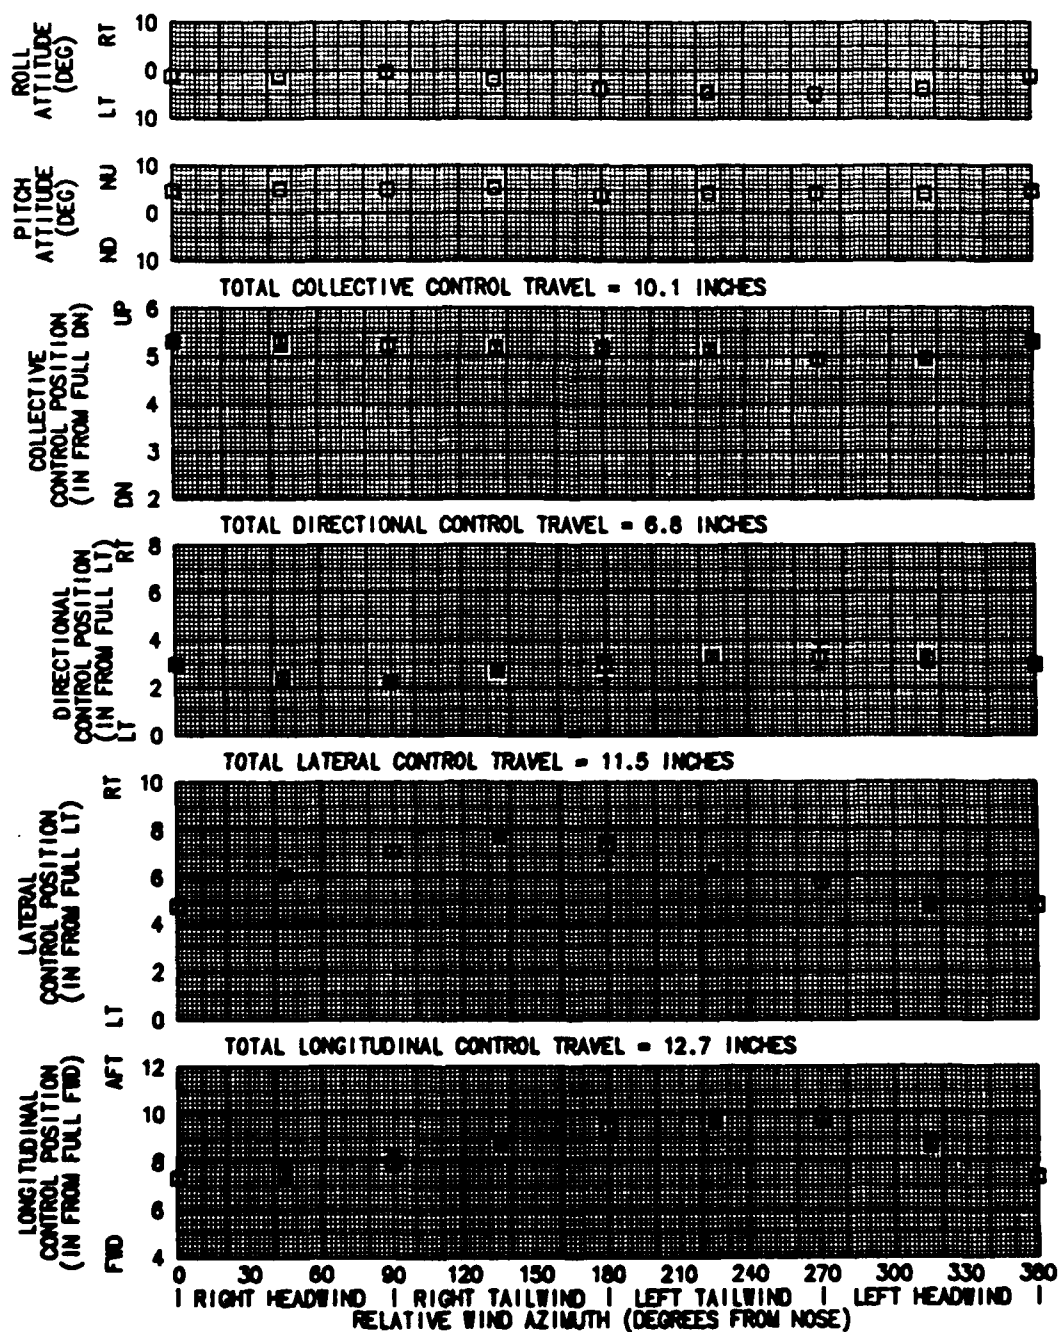 ROLL
ATTITUDE
(DEG)
LT RT
10
0
10
PITCH
ATTITUDE
(DEG)
ND NU
10
0
10
TOTAL COLLECTIVE CONTROL TRAVEL = 10.1 INCHES
COLLECTIVE
CONTROL POSITION
(IN FROM FULL DN)
DN UP
6
5
4
3
2
TOTAL DIRECTIONAL CONTROL TRAVEL = 6.8 INCHES
DIRECTIONAL
CONTROL POSITION
(IN FROM FULL LT)
LT RT
8
6
4
2
0
TOTAL LATERAL CONTROL TRAVEL = 11.5 INCHES
LATERAL
CONTROL POSITION
(IN FROM FULL LT)
LT RT
10
8
6
4
2
0
TOTAL LONGITUDINAL CONTROL TRAVEL = 12.7 INCHES
LONGITUDINAL
CONTROL POSITION
(IN FROM FULL FWD)
FWD AFT
12
10
8
6
4
0 30 60 90 120 150 180 210 240 270 300 330 360
| RIGHT HEADWIND | RIGHT TAILWIND | LEFT TAILWIND | LEFT HEADWIND |
RELATIVE WIND AZIMUTH (DEGREES FROM NOSE)